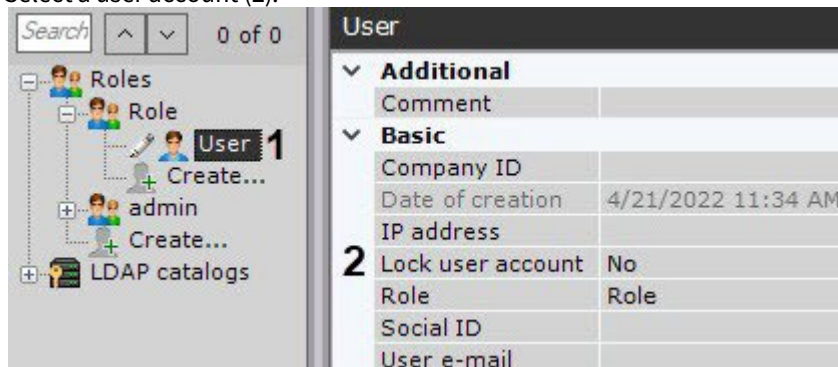 Select a user account (2).
Search 0 of 0
Roles
Role
User 1
Create...
admin
Create...
LDAP catalogs
User
Additional
Comment
Basic
Company ID
Date of creation 4/21/2022 11:34 AM
IP address
2 Lock user account No
Role Role
Social ID
User e-mail